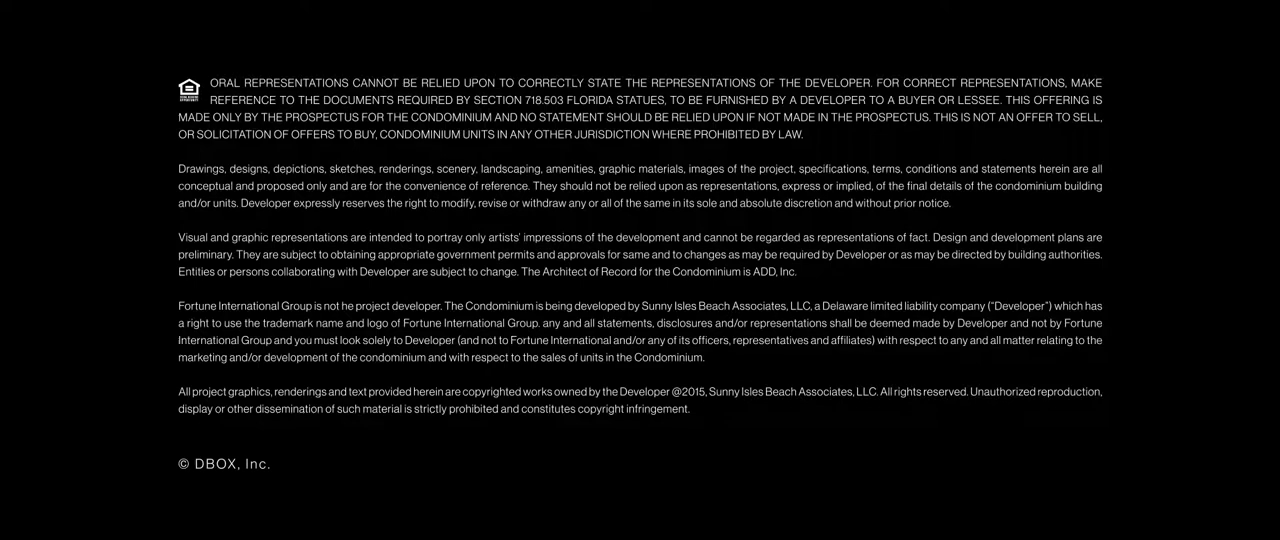 ORAL REPRESENTATIONS CANNOT BE RELIED UPON TO CORRECTLY STATE THE REPRESENTATIONS OF THE DEVELOPER. FOR CORRECT REPRESENTATIONS, MAKE
REFERENCE TO THE DOCUMENTS REQUIRED BY SECTION 718.503 FLORIDA STATUES, TO BE FURNISHED BY A DEVELOPER TO A BUYER OR LESSEE. THIS OFFERING IS
MADE ONLY BY THE PROSPECTUS FOR THE CONDOMINIUM AND NO STATEMENT SHOULD BE RELIED UPON IF NOT MADE IN THE PROSPECTUS. THIS IS NOT AN OFFER TO SELL,
OR SOLICITATION OF OFFERS TO BUY, CONDOMINIUM UNITS IN ANY OTHER JURISDICTION WHERE PROHIBITED BY LAW.
Drawings, designs, depictions, sketches, renderings, scenery, landscaping, amenities, graphic materials, images of the project, specifications, terms, conditions and statements herein are all
conceptual and proposed only and are for the convenience of reference. They should not be relied upon as representations, express or implied, of the final details of the condominium building
and/or units. Developer expressly reserves the right to modify, revise or withdraw any or all of the same in its sole and absolute discretion and without prior notice.
Visual and graphic representations are intended to portray only artists' impressions of the development and cannot be regarded as representations of fact. Design and development plans are
preliminary. They are subject to obtaining appropriate government permits and approvals for same and to changes as may be required by Developer or as may be directed by building authorities.
Entities or persons collaborating with Developer are subject to change. The Architect of Record for the Condominium is ADD, Inc.
Fortune International Group is not he project developer. The Condominium is being developed by Sunny Isles Beach Associates, LLC, a Delaware limited liability company ("Developer") which has
a right to use the trademark name and logo of Fortune International Group. any and all statements, disclosures and/or representations shall be deemed made by Developer and not by Fortune
International Group and you must look solely to Developer (and not to Fortune International and/or any of its officers, representatives and affiliates) with respect to any and all matter relating to the
marketing and/or development of the condominium and with respect to the sales of units in the Condominium.
All project graphics, renderings and text provided herein are copyrighted works owned by the Developer @2015, Sunny Isles Beach Associates, LLC. All rights reserved. Unauthorized reproduction,
display or other dissemination of such material is strictly prohibited and constitutes copyright infringement.
© DBOX, Inc.